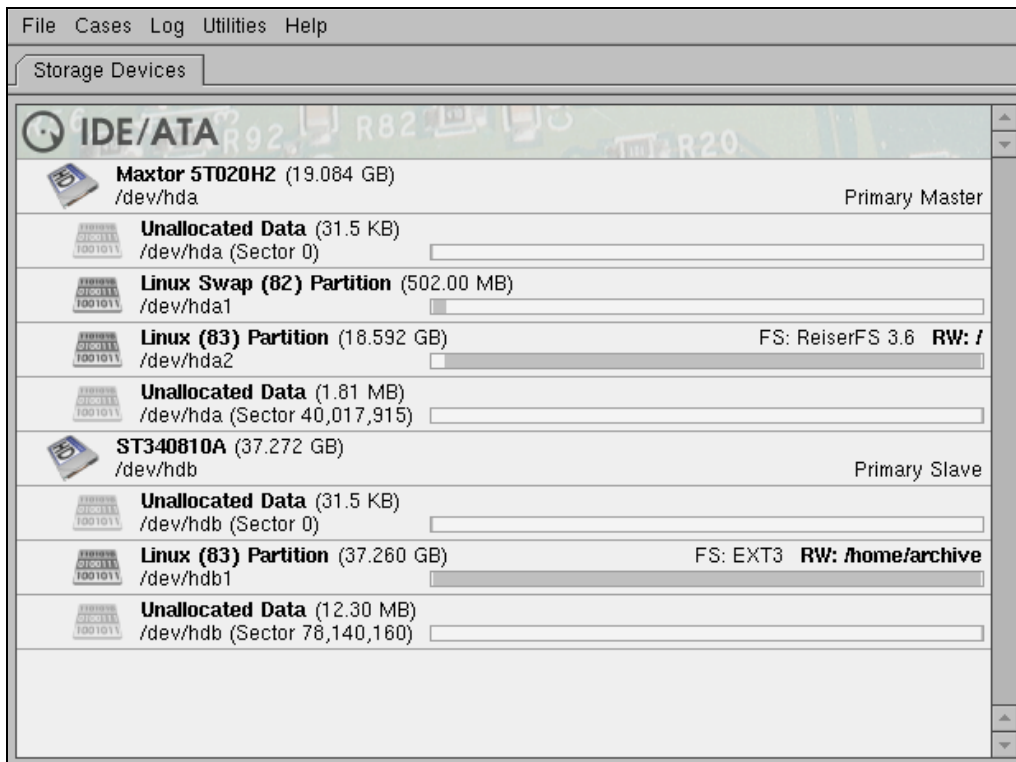 File Cases Log Utilities Help
Storage Devices
IDE/ATA
R92 R82 R20
Maxtor 5T020H2 (19.084 GB)
/dev/hda Primary Master
Unallocated Data (31.5 KB)
/dev/hda (Sector 0)
Linux Swap (82) Partition (502.00 MB)
/dev/hda1
Linux (83) Partition (18.592 GB) FS: ReiserFS 3.6 RW: /
/dev/hda2
Unallocated Data (1.81 MB)
/dev/hda (Sector 40,017,915)
ST340810A (37.272 GB)
/dev/hdb Primary Slave
Unallocated Data (31.5 KB)
/dev/hdb (Sector 0)
Linux (83) Partition (37.260 GB) FS: EXT3 RW: /home/archive
/dev/hdb1
Unallocated Data (12.30 MB)
/dev/hdb (Sector 78,140,160)